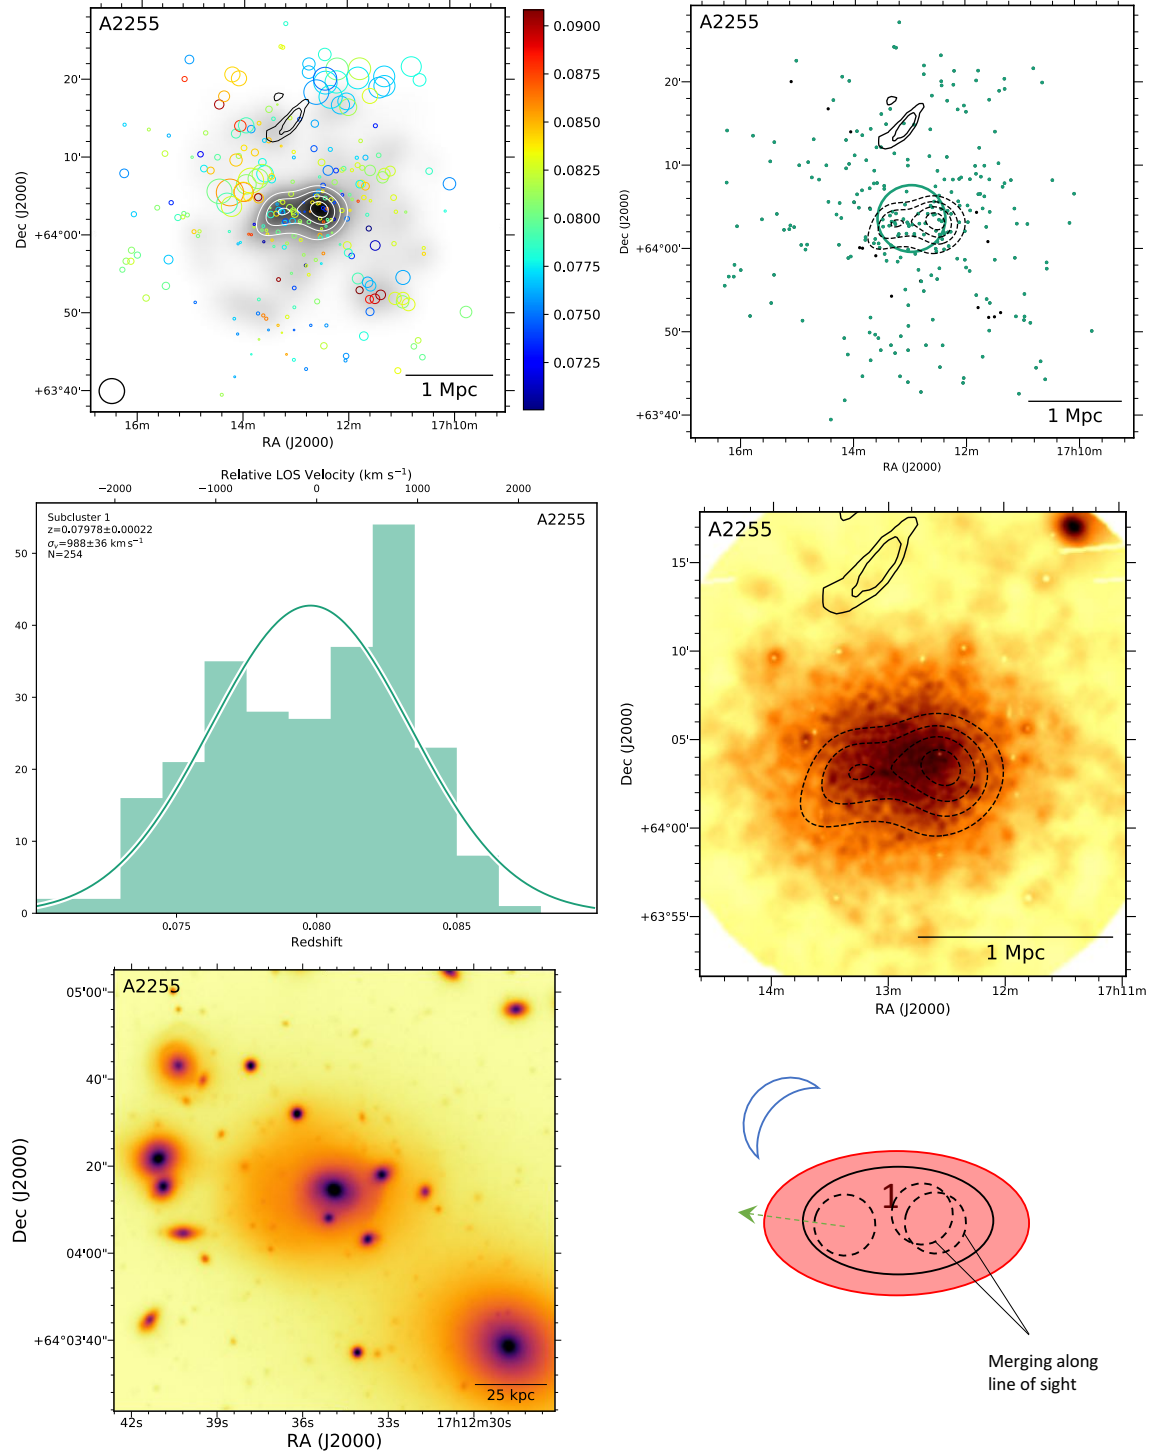 A2255
20'
10'
+64°00'
50'
+63°40'
Dec (J2000)
16m
14m
12m
17h10m
RA (J2000)
1 Mpc
0.0900
0.0875
0.0850
0.0825
0.0800
0.0775
0.0750
0.0725
A2255
20'
10'
+64°00'
50'
+63°40'
Dec (J2000)
16m
14m
12m
17h10m
RA (J2000)
1 Mpc
Relative LOS Velocity (km s⁻¹)
−2000
−1000
0
1000
2000
Subcluster 1
z=0.07978±0.00022
σᵥ=988±36 km s⁻¹
N=254
A2255
50
40
30
20
10
0
0.075
0.080
0.085
Redshift
A2255
15'
10'
05'
+64°00'
+63°55'
Dec (J2000)
1 Mpc
14m
13m
12m
17h11m
RA (J2000)
A2255
05'00"
40"
20"
04'00"
+64°03'40"
Dec (J2000)
25 kpc
42s
39s
36s
33s
17h12m30s
RA (J2000)
1
Merging along
line of sight